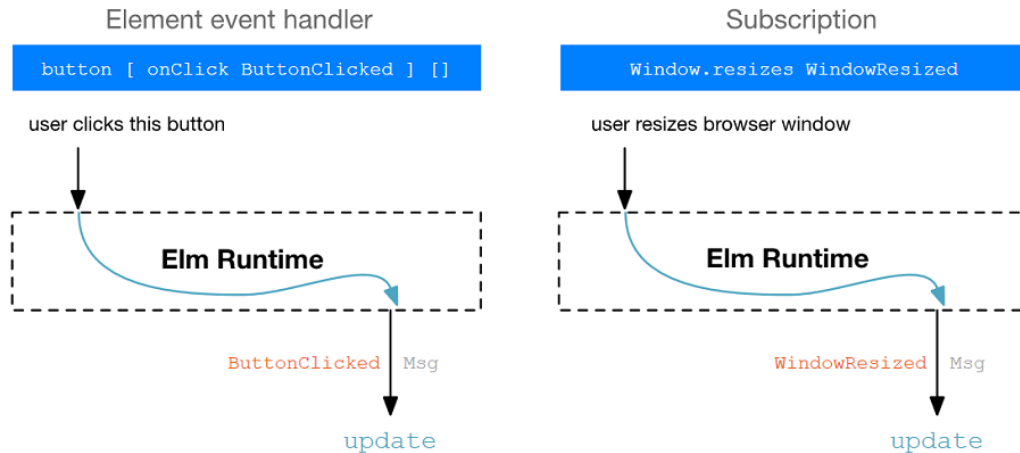 Element event handler
button [ onClick ButtonClicked ] []
user clicks this button
Elm Runtime
ButtonClicked Msg
update
Subscription
Window.resizes WindowResized
user resizes browser window
Elm Runtime
WindowResized Msg
update